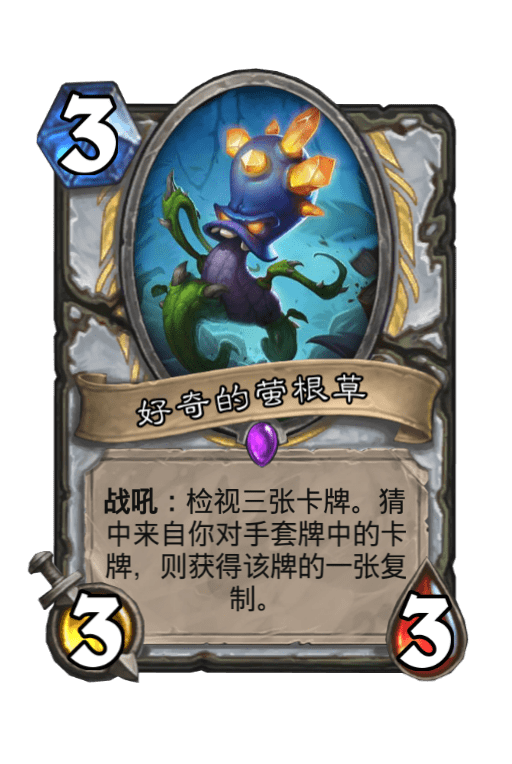 3
好奇的萤根草
战吼：检视三张卡牌。猜
中来自你对手套牌中的卡
牌，则获得该牌的一张复
制。
3
3